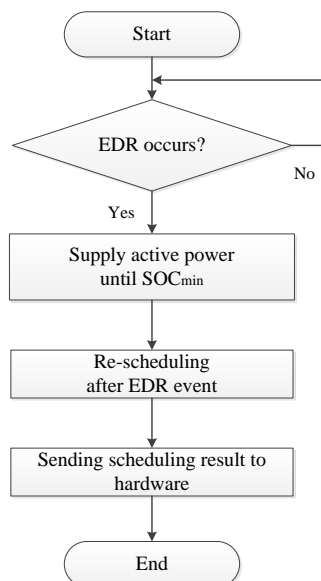 Start
EDR occurs?
No
Yes
Supply active power
until SOCmin
Re-scheduling
after EDR event
Sending scheduling result to
hardware
End